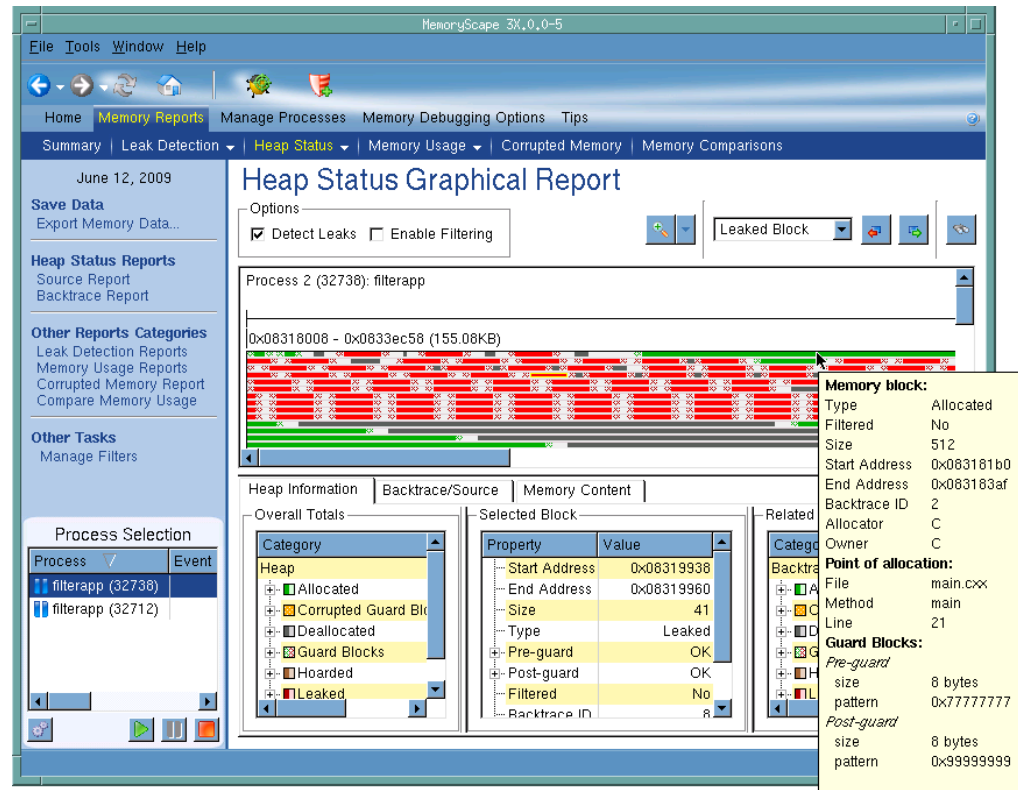 MemoryScape 3X.0.0-5
File Tools Window Help
Home Memory Reports Manage Processes Memory Debugging Options Tips
Summary | Leak Detection | Heap Status | Memory Usage | Corrupted Memory | Memory Comparisons
June 12, 2009
Save Data
Export Memory Data...
Heap Status Reports
Source Report
Backtrace Report
Other Reports Categories
Leak Detection Reports
Memory Usage Reports
Corrupted Memory Report
Compare Memory Usage
Other Tasks
Manage Filters
Process Selection
Process Event
filterapp (32738)
filterapp (32712)
Heap Status Graphical Report
Options
Detect Leaks Enable Filtering
Leaked Block
Process 2 (32738): filterapp
0x08318008 - 0x0833ec58 (155.08KB)
Heap Information Backtrace/Source Memory Content
Overall Totals
Category
Heap
Allocated
Corrupted Guard Blo
Deallocated
Guard Blocks
Hoarded
Leaked
Selected Block
Property Value
Start Address 0x08319938
End Address 0x08319960
Size 41
Type Leaked
Pre-guard OK
Post-guard OK
Filtered No
Backtrace ID 8
Related
Catego
Backtra
A
C
D
G
H
L
Memory block:
Type Allocated
Filtered No
Size 512
Start Address 0x083181b0
End Address 0x083183af
Backtrace ID 2
Allocator C
Owner C
Point of allocation:
File main.cxx
Method main
Line 21
Guard Blocks:
Pre-guard
size 8 bytes
pattern 0x77777777
Post-guard
size 8 bytes
pattern 0x99999999